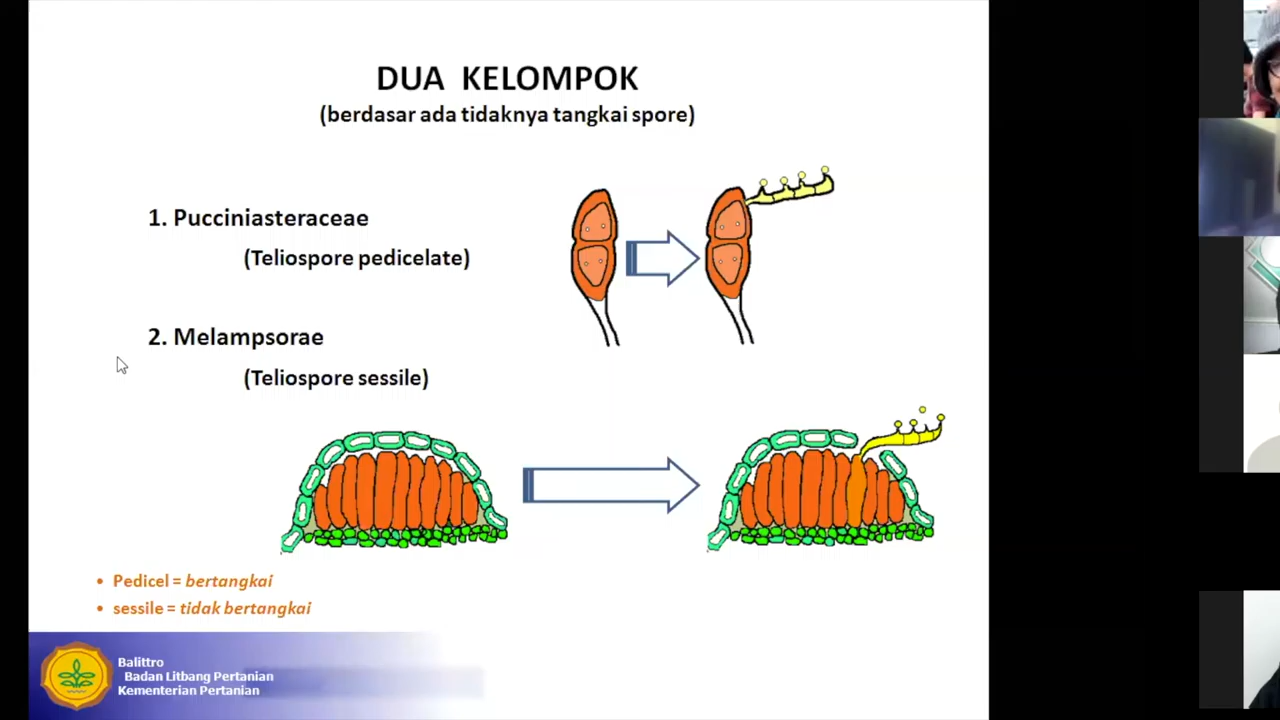 DUA KELOMPOK
(berdasar ada tidaknya tangkai spore)
1. Pucciniasteraceae
(Teliospore pedicelate)
2. Melampsorae
(Teliospore sessile)
• Pedicel = bertangkai
• sessile = tidak bertangkai
Balittro
Badan Litbang Pertanian
Kementerian Pertanian